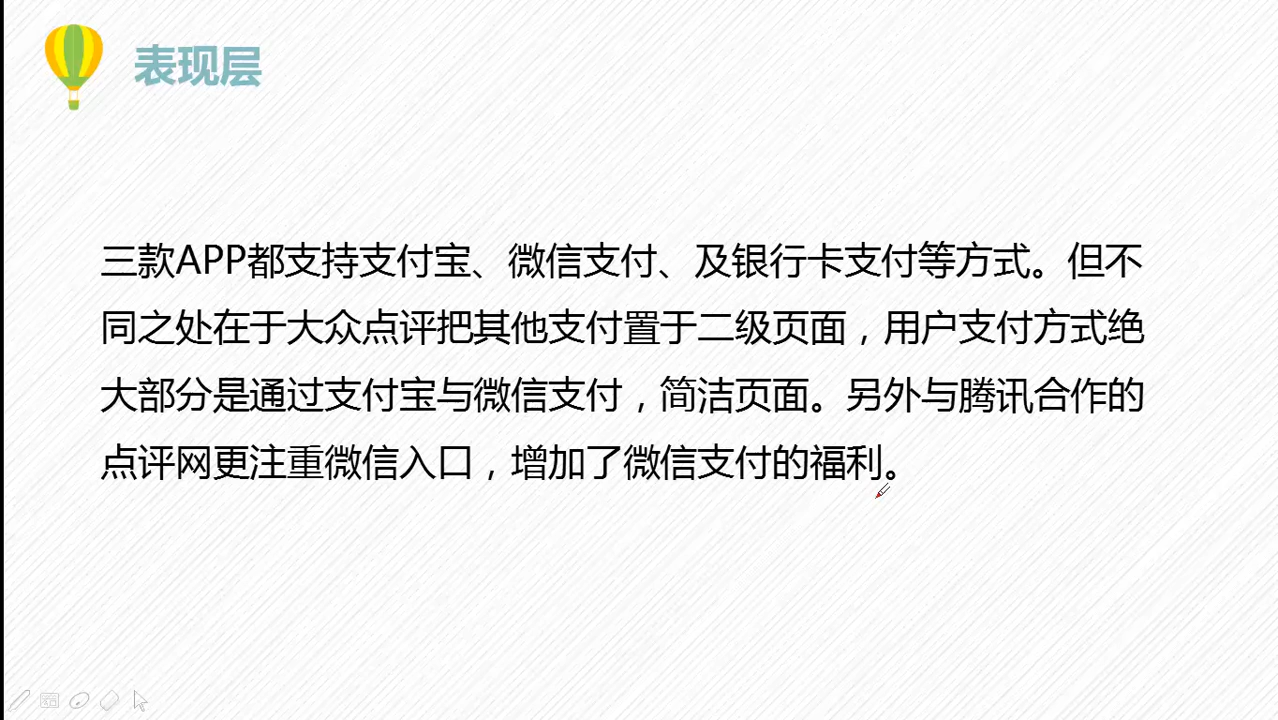 表现层
三款APP都支持支付宝、微信支付、及银行卡支付等方式。但不
同之处在于大众点评把其他支付置于二级页面，用户支付方式绝
大部分是通过支付宝与微信支付，简洁页面。另外与腾讯合作的
点评网更注重微信入口，增加了微信支付的福利。